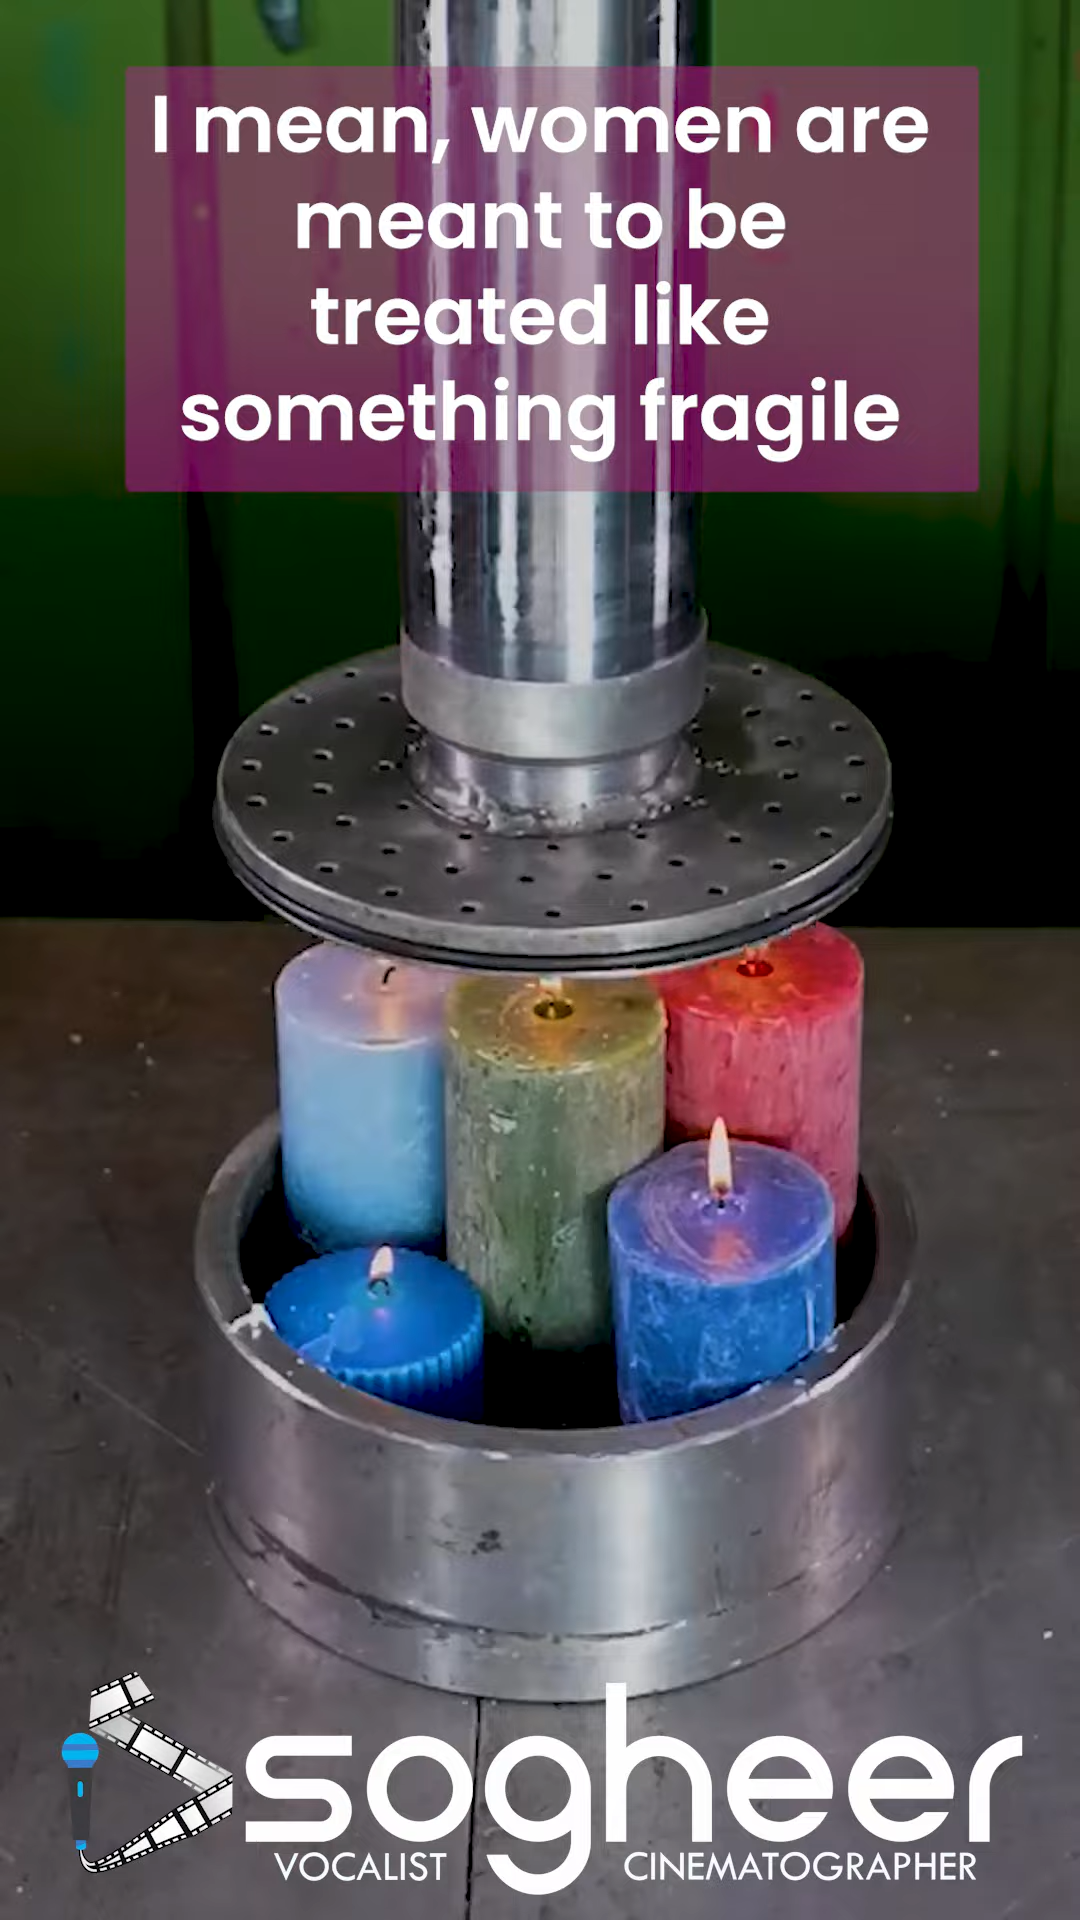 I mean, women are
meant to be
treated like
something fragile
sogheer
VOCALIST CINEMATOGRAPHER